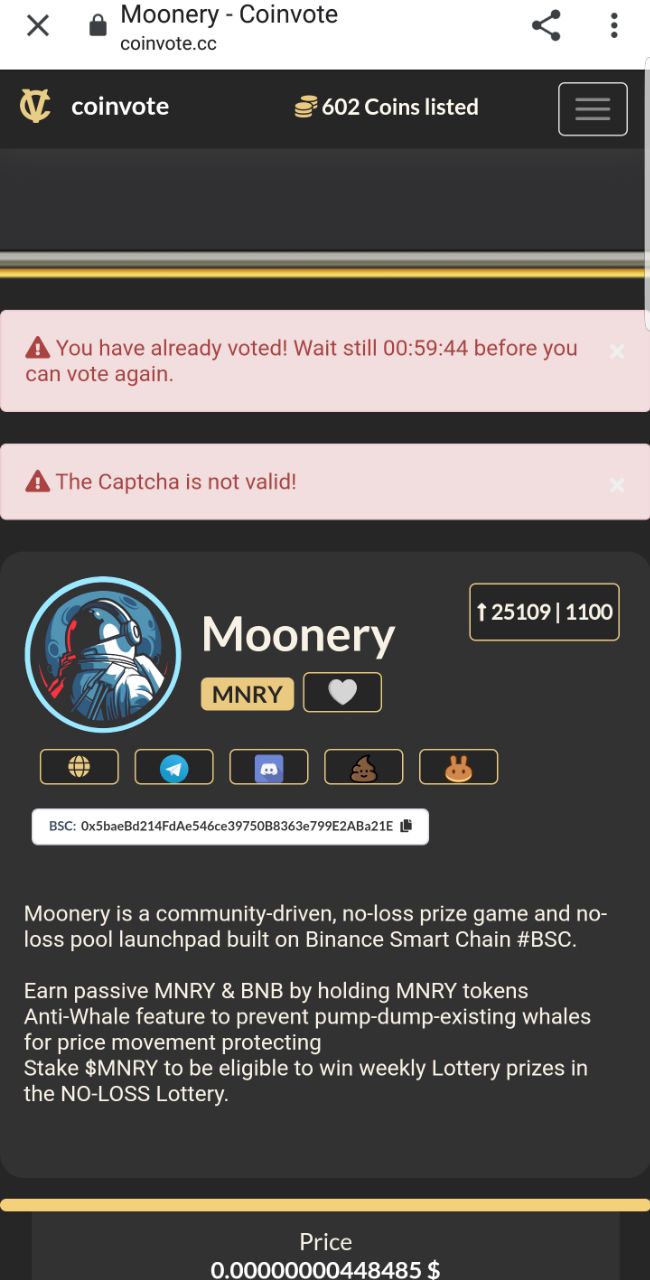 Moonery - Coinvote
coinvote.cc
coinvote
602 Coins listed
You have already voted! Wait still 00:59:44 before you
can vote again.
The Captcha is not valid!
Moonery
25109 | 1100
MNRY
BSC: 0x5baeBd214FdAe546ce39750B8363e799E2ABa21E
Moonery is a community-driven, no-loss prize game and no-
loss pool launchpad built on Binance Smart Chain #BSC.
Earn passive MNRY & BNB by holding MNRY tokens
Anti-Whale feature to prevent pump-dump-existing whales
for price movement protecting
Stake $MNRY to be eligible to win weekly Lottery prizes in
the NO-LOSS Lottery.
Price
0.00000000448485 $